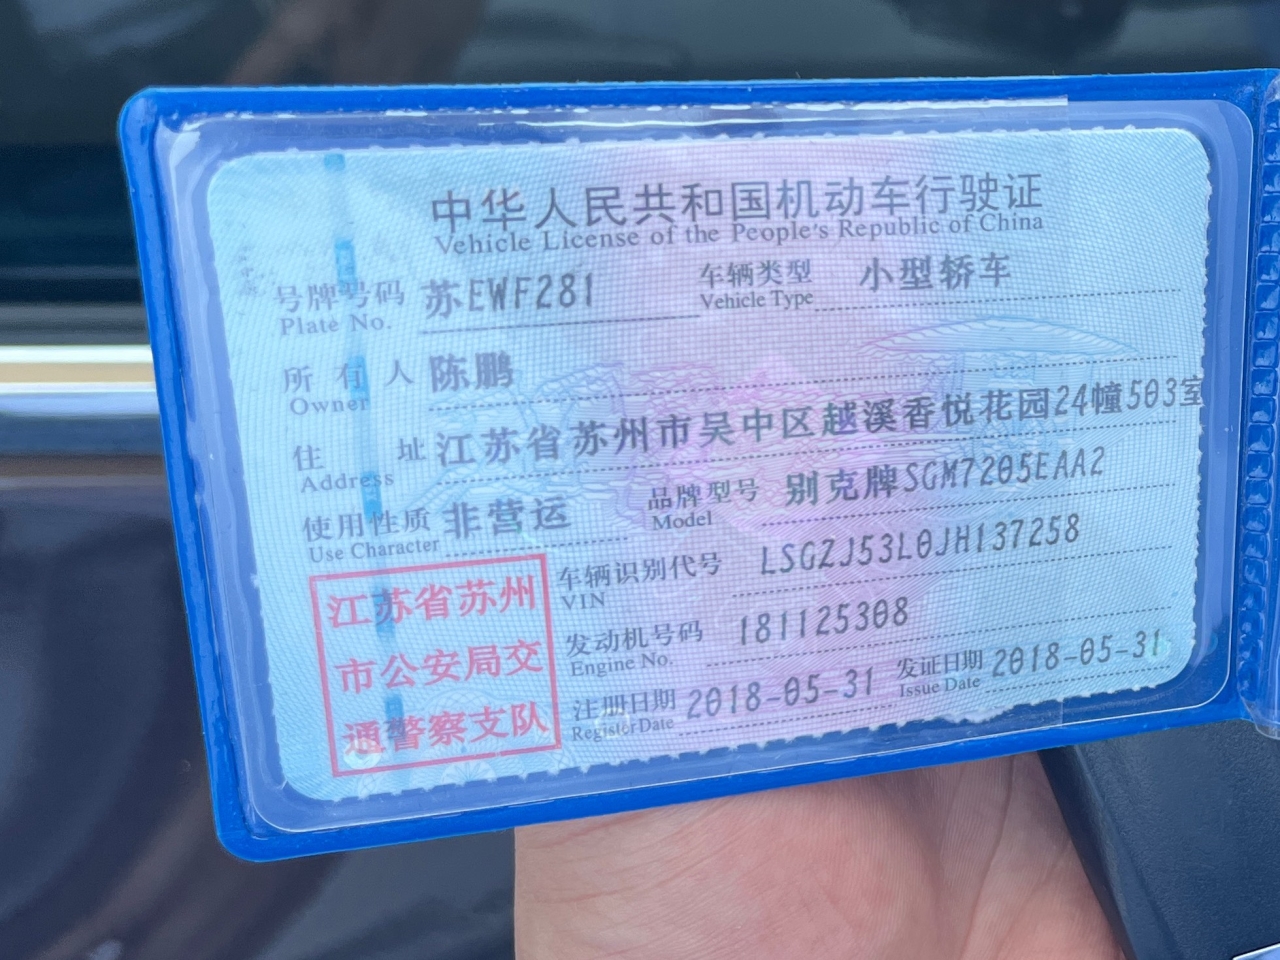 中华人民共和国机动车行驶证
Vehicle License of the People's Republic of China
号牌号码 苏EWF281 车辆类型 小型轿车
Plate No. Vehicle Type
所有人 陈鹏
Owner
住址 江苏省苏州市吴中区越溪香悦花园24幢503室
Address
使用性质 非营运 品牌型号 别克牌SGM7205EAA2
Use Character Model
车辆识别代号 LSGZJ53L0JH137258
VIN
发动机号码 181125308
Engine No.
注册日期 2018-05-31 发证日期 2018-05-31
Register Date Issue Date
江苏省苏州
市公安局交
通警察支队